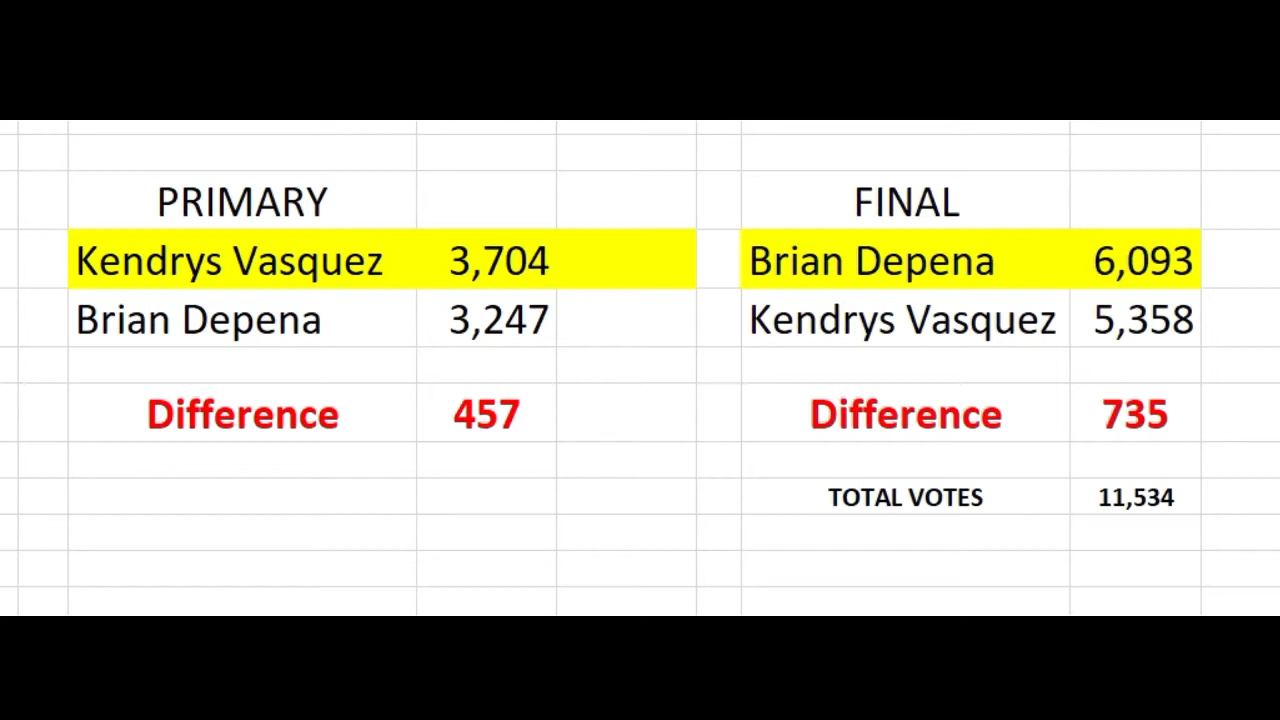 PRIMARY FINAL
Kendrys Vasquez 3,704 Brian Depena 6,093
Brian Depena 3,247 Kendrys Vasquez 5,358
Difference 457 Difference 735
TOTAL VOTES 11,534